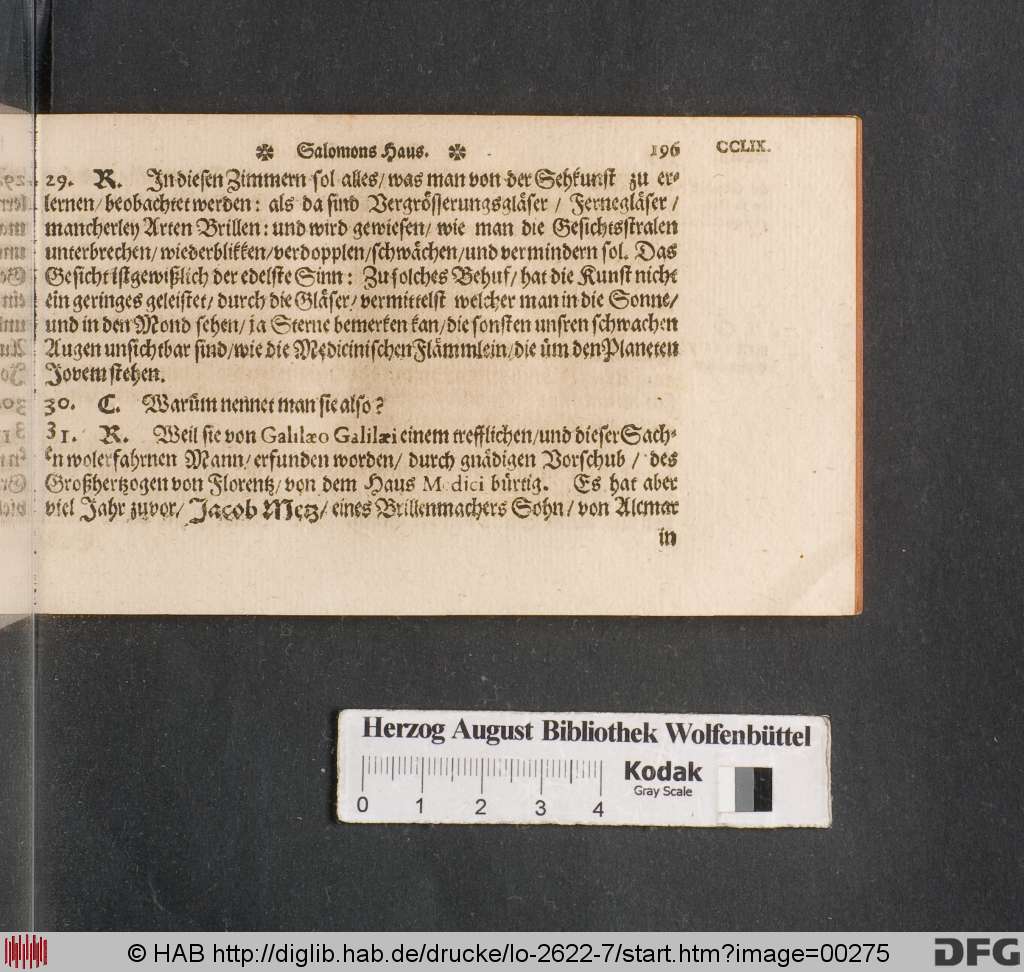 ✼ Salomons Haus. ✼ 196 CCLIX.
29. R. In diesen Zimmern sol alles/ was man von der Sehkunst zu er-
lernen/ beobachtet werden: als da sind Vergrösserungsgläser / Fernegläser /
mancherley Arten Brillen: und wird gewiesen/ wie man die Gesichtsstralen
unterbrechen/ wiederblikken/ verdopplen/ schwächen/ und vermindern sol. Das
Gesicht ist gewißlich der edelste Sinn: Zu solches Behuf/ hat die Kunst nicht
ein geringes geleistet/ durch die Gläser/ vermittelst welcher man in die Sonne/
und in den Mond sehen/ ja Sterne bemerken kan/ die sonsten unsren schwachen
Augen unsichtbar sind/ wie die Medicinischen Flämmlein/ die üm den Planeten
Jovem stehen.
30. C. Warüm nennet man sie also?
31. R. Weil sie von Galilæo Galilæi einem trefflichen/ und dieser Sach-
en wolerfahrnen Mann/ erfunden worden/ durch gnädigen Vorschub / des
Großhertzogen von Florentz/ von dem Haus Medici bürtig. Es hat aber
viel Jahr zuvor/ Jacob Metz/ eines Brillenmachers Sohn/ von Alcmar
in
Herzog August Bibliothek Wolfenbüttel
Kodak
Gray Scale
0 1 2 3 4
© HAB http://diglib.hab.de/drucke/lo-2622-7/start.htm?image=00275
DFG